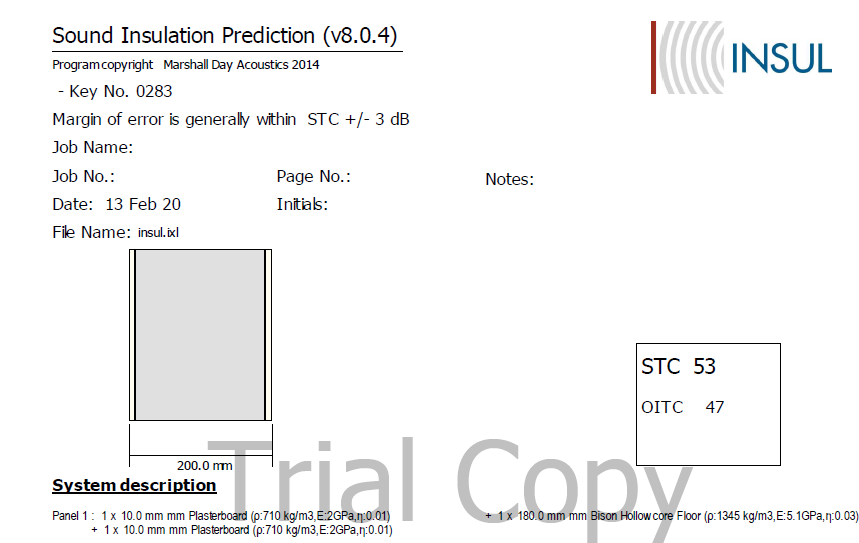 Sound Insulation Prediction (v8.0.4)
INSUL
Program copyright Marshall Day Acoustics 2014
- Key No. 0283
Margin of error is generally within STC +/- 3 dB
Job Name:
Job No.: Page No.: Notes:
Date: 13 Feb 20 Initials:
File Name: insul.ixl
STC 53
OITC 47
200.0 mm
Trial Copy
System description
Panel 1 : 1 x 10.0 mm mm Plasterboard (ρ:710 kg/m3,E:2GPa,η:0.01) + 1 x 180.0 mm mm Bison Hollowcore Floor (ρ:1345 kg/m3,E:5.1GPa,η:0.03)
+ 1 x 10.0 mm mm Plasterboard (ρ:710 kg/m3,E:2GPa,η:0.01)